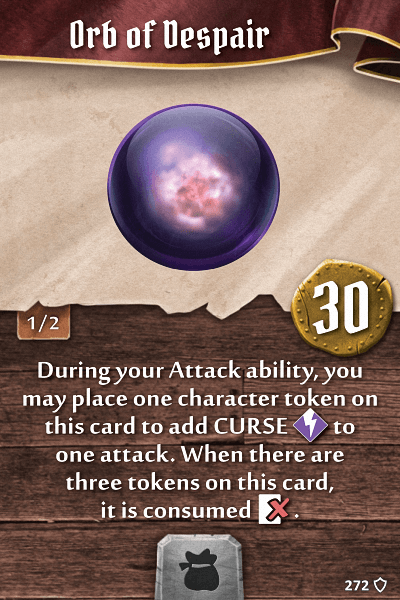 Orb of Despair
30
1/2
During your Attack ability, you
may place one character token on
this card to add CURSE to
one attack. When there are
three tokens on this card,
it is consumed .
272